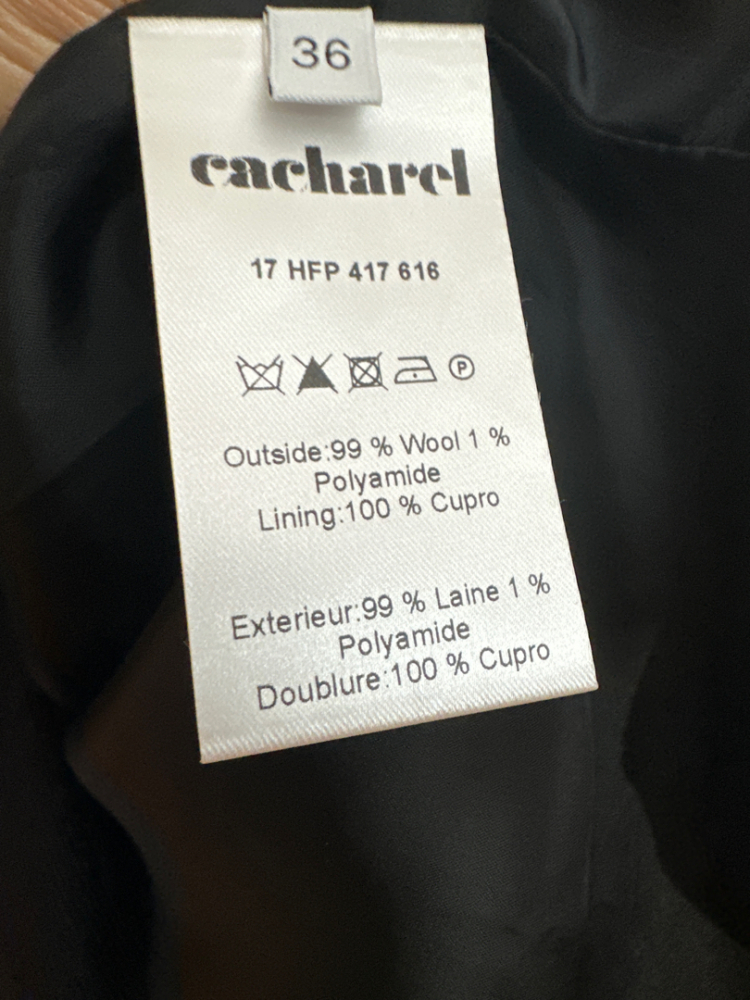 36
cacharel
17 HFP 417 616
P
Outside:99 % Wool 1 %
Polyamide
Lining:100 % Cupro
Exterieur:99 % Laine 1 %
Polyamide
Doublure:100 % Cupro